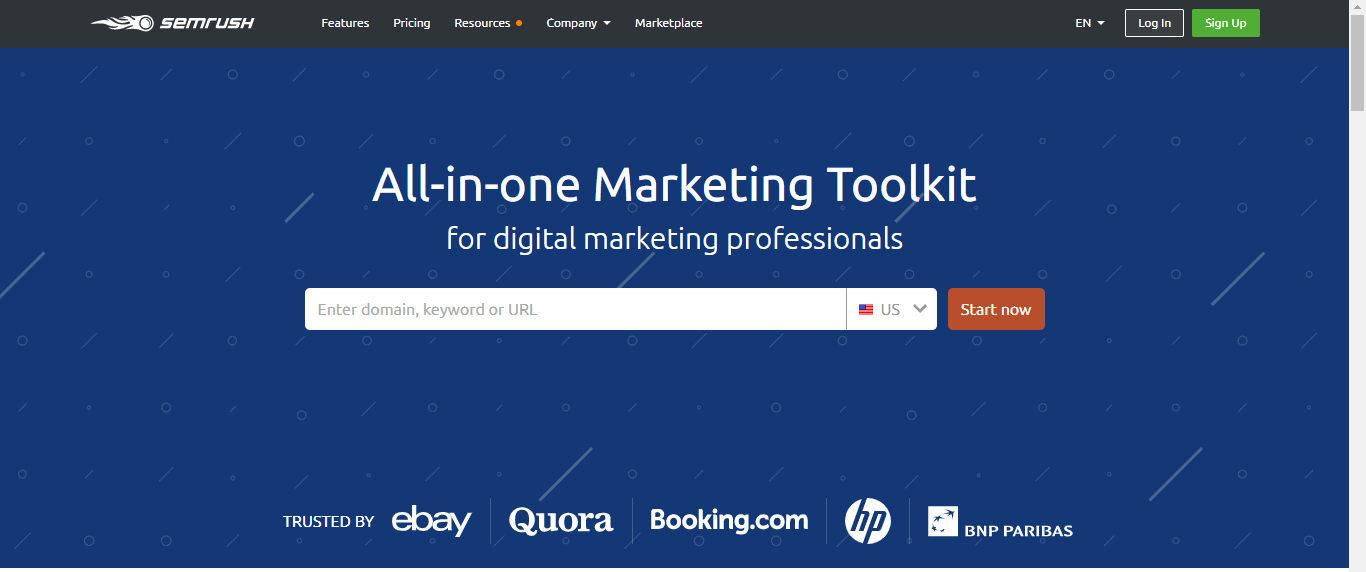 semrush Features Pricing Resources Company Marketplace EN Log In Sign Up
All-in-one Marketing Toolkit
for digital marketing professionals
Enter domain, keyword or URL US Start now
TRUSTED BY ebay Quora Booking.com hp BNP PARIBAS